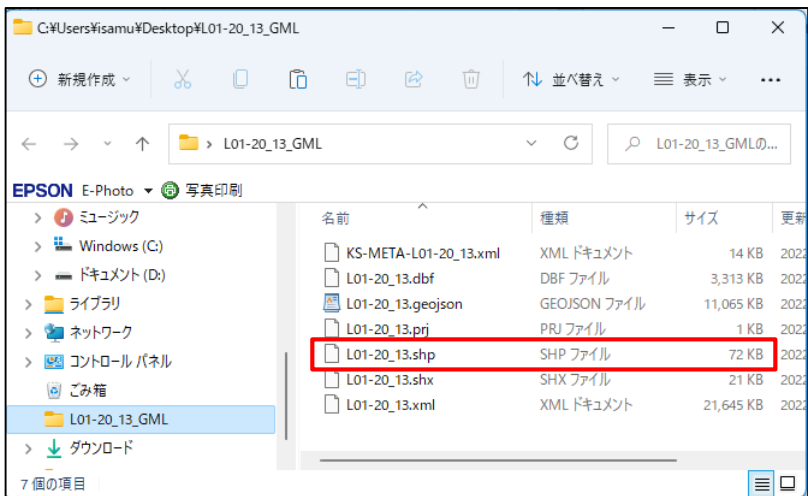 C:¥Users¥isamu¥Desktop¥L01-20_13_GML
新規作成
並べ替え
表示
L01-20_13_GML
L01-20_13_GMLの...
EPSON E-Photo 写真印刷
名前 種類 サイズ 更新
ミュージック
Windows (C:)
ドキュメント (D:)
ライブラリ
ネットワーク
コントロール パネル
ごみ箱
L01-20_13_GML
ダウンロード
KS-META-L01-20_13.xml XML ドキュメント 14 KB 2022
L01-20_13.dbf DBF ファイル 3,313 KB 2022
L01-20_13.geojson GEOJSON ファイル 11,065 KB 2022
L01-20_13.prj PRJ ファイル 1 KB 2022
L01-20_13.shp SHP ファイル 72 KB 2022
L01-20_13.shx SHX ファイル 21 KB 2022
L01-20_13.xml XML ドキュメント 21,645 KB 2022
7 個の項目